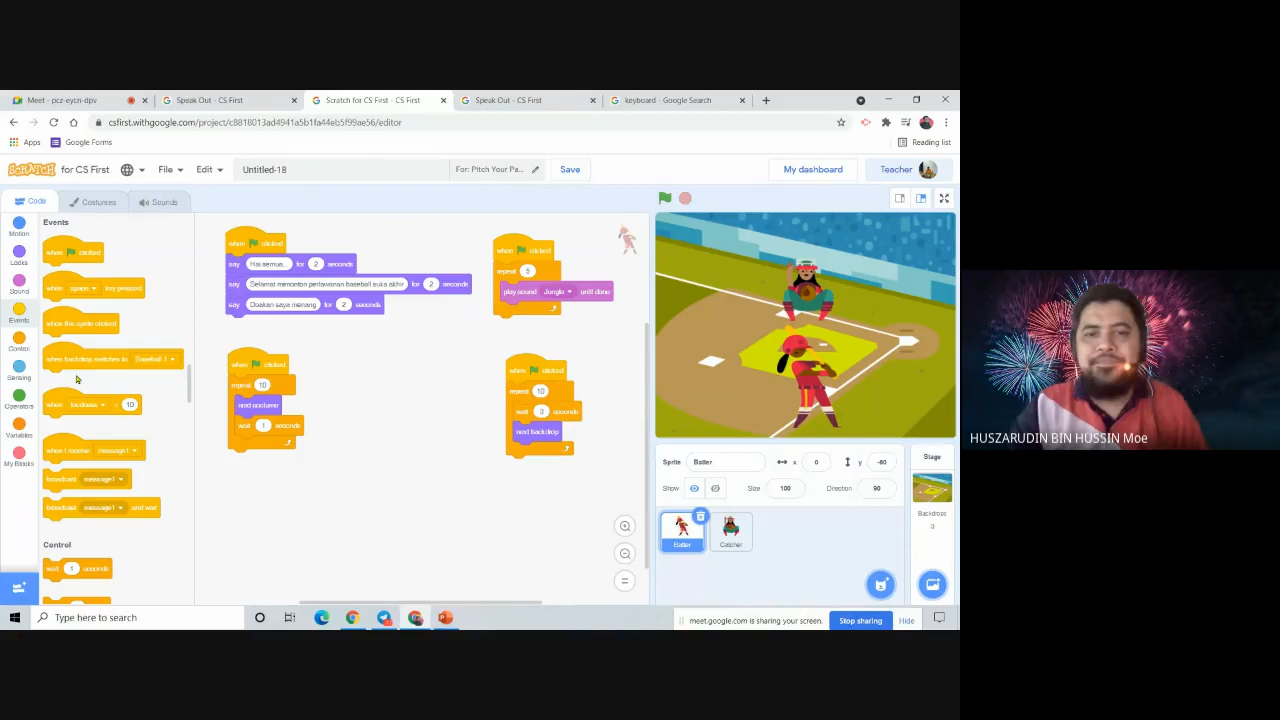 Meet - pcz-eycn-dpv
Speak Out - CS First
Scratch for CS First - CS First
Speak Out - CS First
keyboard - Google Search
csfirst.withgoogle.com/project/c8818013ad4941a5b1fa44eb5f99ae56/editor
Apps Google Forms Reading list
SCRATCH for CS First File Edit Untitled-18 For: Pitch Your Pa... Save My dashboard Teacher
Code Costumes Sounds
Motion
Looks
Sound
Events
Control
Sensing
Operators
Variables
My Blocks
Events
when clicked
when space key pressed
when this sprite clicked
when backdrop switches to Baseball 1
when loudness > 10
when I receive message1
broadcast message1
broadcast message1 and wait
Control
wait 1 seconds
when clicked
say Hai semua... for 2 seconds
say Selamat menonton perlawanan baseball suka akhir for 2 seconds
say Doakan saya menang for 2 seconds
when clicked
repeat 10
next costume
wait 1 seconds
when clicked
repeat 5
play sound Jungle until done
when clicked
repeat 10
wait 3 seconds
next backdrop
Sprite Batter x 0 y -80
Show Size 100 Direction 90
Batter
Catcher
Stage
Backdrops
3
Type here to search
meet.google.com is sharing your screen. Stop sharing Hide
HUSZARUDIN BIN HUSSIN Moe